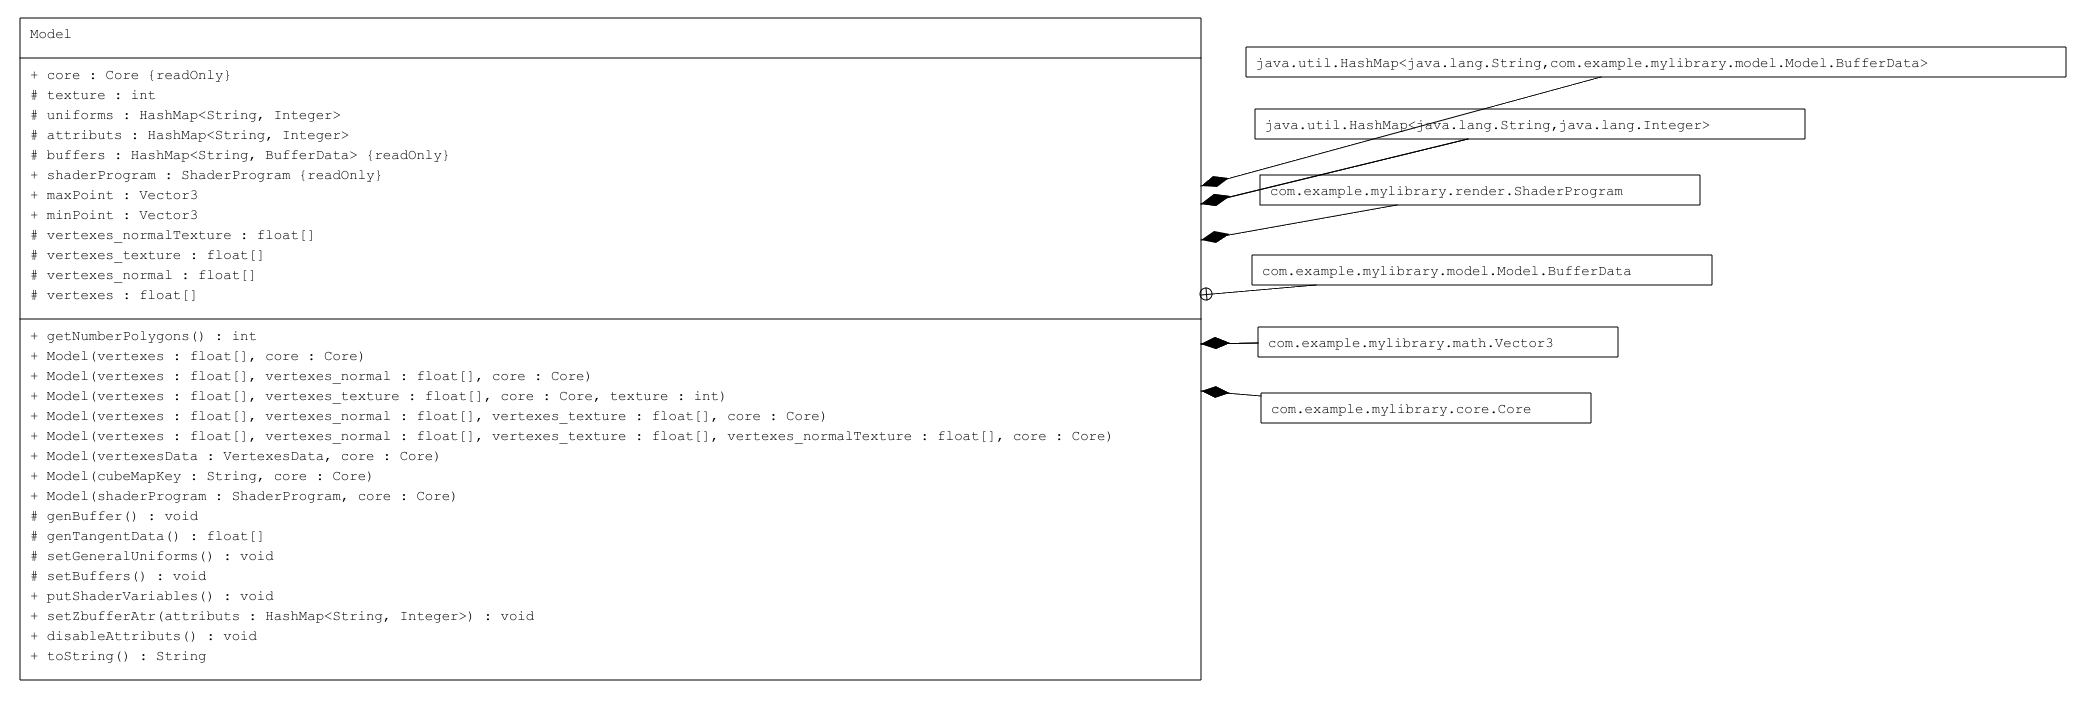 Model
+ core : Core {readOnly}
# texture : int
# uniforms : HashMap<String, Integer>
# attributs : HashMap<String, Integer>
# buffers : HashMap<String, BufferData> {readOnly}
+ shaderProgram : ShaderProgram {readOnly}
+ maxPoint : Vector3
+ minPoint : Vector3
# vertexes_normalTexture : float[]
# vertexes_texture : float[]
# vertexes_normal : float[]
# vertexes : float[]
+ getNumberPolygons() : int
+ Model(vertexes : float[], core : Core)
+ Model(vertexes : float[], vertexes_normal : float[], core : Core)
+ Model(vertexes : float[], vertexes_texture : float[], core : Core, texture : int)
+ Model(vertexes : float[], vertexes_normal : float[], vertexes_texture : float[], core : Core)
+ Model(vertexes : float[], vertexes_normal : float[], vertexes_texture : float[], vertexes_normalTexture : float[], core : Core)
+ Model(vertexesData : VertexesData, core : Core)
+ Model(cubeMapKey : String, core : Core)
+ Model(shaderProgram : ShaderProgram, core : Core)
# genBuffer() : void
# genTangentData() : float[]
# setGeneralUniforms() : void
# setBuffers() : void
+ putShaderVariables() : void
+ setZbufferAtr(attributs : HashMap<String, Integer>) : void
+ disableAttributs() : void
+ toString() : String
java.util.HashMap<java.lang.String,com.example.mylibrary.model.Model.BufferData>
java.util.HashMap<java.lang.String,java.lang.Integer>
com.example.mylibrary.render.ShaderProgram
com.example.mylibrary.model.Model.BufferData
com.example.mylibrary.math.Vector3
com.example.mylibrary.core.Core